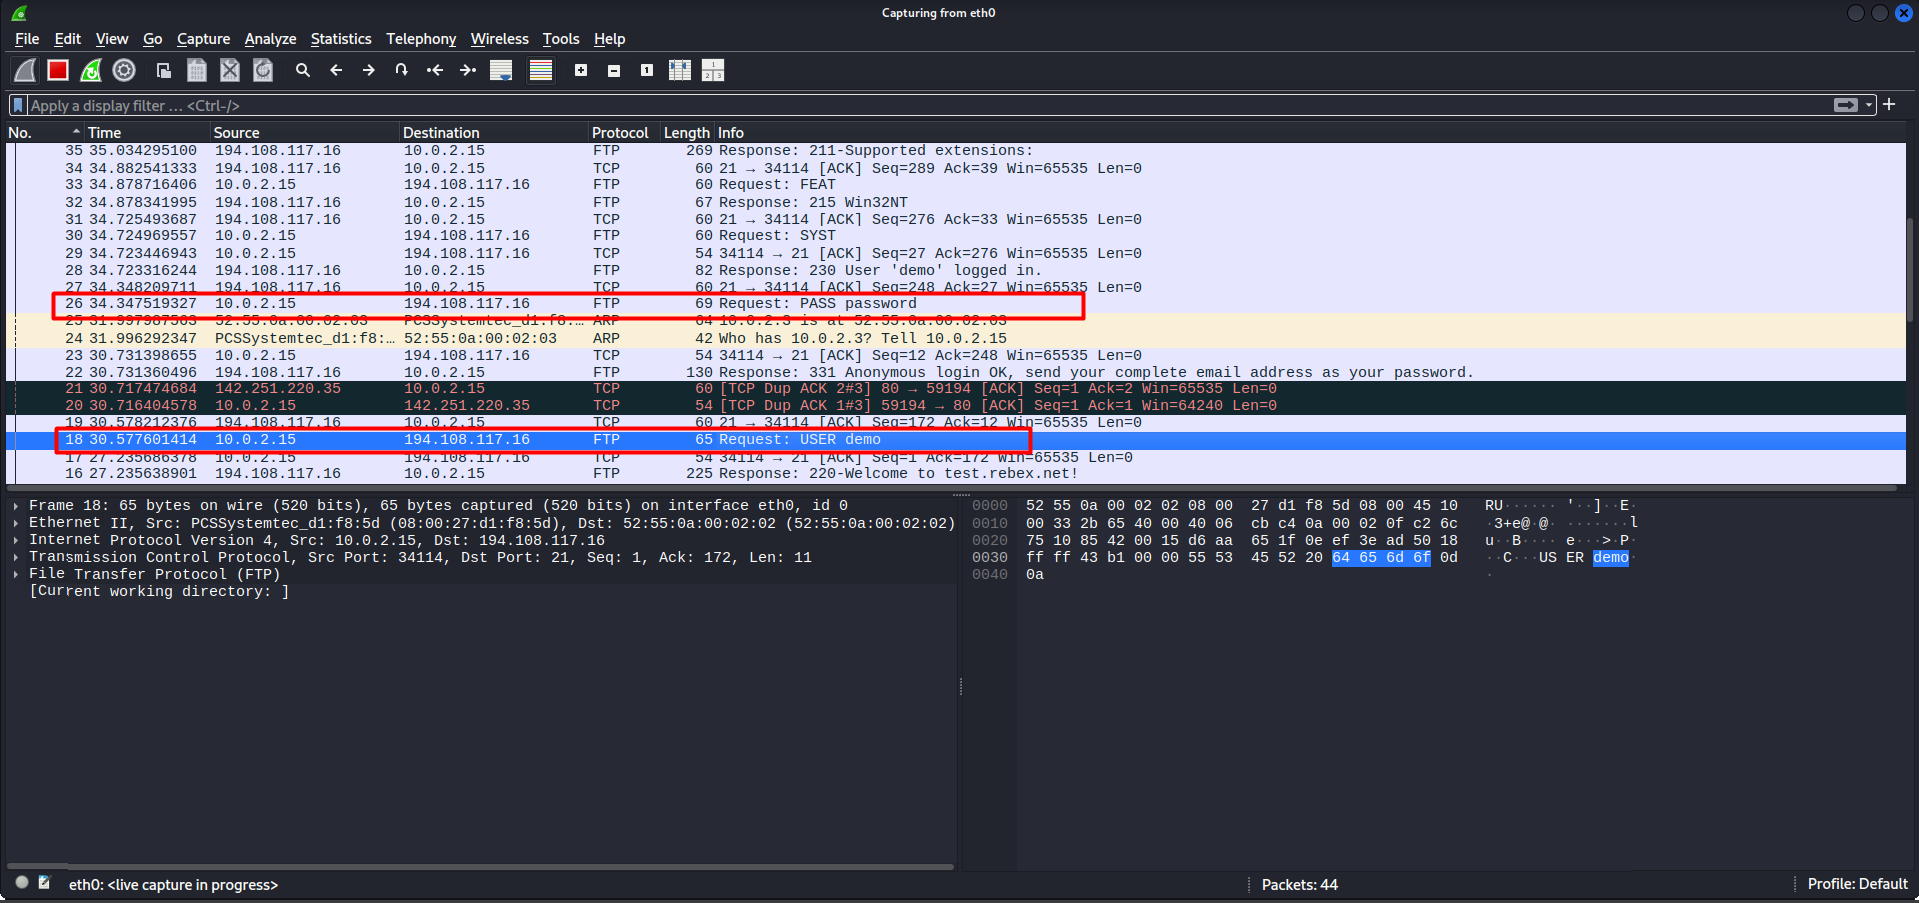 Capturing from eth0
File Edit View Go Capture Analyze Statistics Telephony Wireless Tools Help
Apply a display filter … <Ctrl-/>
No. Time Source Destination Protocol Length Info
35 35.034295100 194.108.117.16 10.0.2.15 FTP 269 Response: 211-Supported extensions:
34 34.882541333 194.108.117.16 10.0.2.15 TCP 60 21 → 34114 [ACK] Seq=289 Ack=39 Win=65535 Len=0
33 34.878716406 10.0.2.15 194.108.117.16 FTP 60 Request: FEAT
32 34.878341995 194.108.117.16 10.0.2.15 FTP 67 Response: 215 Win32NT
31 34.725493687 194.108.117.16 10.0.2.15 TCP 60 21 → 34114 [ACK] Seq=276 Ack=33 Win=65535 Len=0
30 34.724969557 10.0.2.15 194.108.117.16 FTP 60 Request: SYST
29 34.723446943 10.0.2.15 194.108.117.16 TCP 54 34114 → 21 [ACK] Seq=27 Ack=276 Win=65535 Len=0
28 34.723316244 194.108.117.16 10.0.2.15 FTP 82 Response: 230 User 'demo' logged in.
27 34.348209711 194.108.117.16 10.0.2.15 TCP 60 21 → 34114 [ACK] Seq=248 Ack=27 Win=65535 Len=0
26 34.347519327 10.0.2.15 194.108.117.16 FTP 69 Request: PASS password
25 31.997987563 52:55:0a:00:02:03 PCSSystemtec_d1:f8:… ARP 64 10.0.2.3 is at 52:55:0a:00:02:03
24 31.996292347 PCSSystemtec_d1:f8:… 52:55:0a:00:02:03 ARP 42 Who has 10.0.2.3? Tell 10.0.2.15
23 30.731398655 10.0.2.15 194.108.117.16 TCP 54 34114 → 21 [ACK] Seq=12 Ack=248 Win=65535 Len=0
22 30.731360496 194.108.117.16 10.0.2.15 FTP 130 Response: 331 Anonymous login OK, send your complete email address as your password.
21 30.717474684 142.251.220.35 10.0.2.15 TCP 60 [TCP Dup ACK 2#3] 80 → 59194 [ACK] Seq=1 Ack=2 Win=65535 Len=0
20 30.716404578 10.0.2.15 142.251.220.35 TCP 54 [TCP Dup ACK 1#3] 59194 → 80 [ACK] Seq=1 Ack=1 Win=64240 Len=0
19 30.578212376 194.108.117.16 10.0.2.15 TCP 60 21 → 34114 [ACK] Seq=172 Ack=12 Win=65535 Len=0
18 30.577601414 10.0.2.15 194.108.117.16 FTP 65 Request: USER demo
17 27.235686378 10.0.2.15 194.108.117.16 TCP 54 34114 → 21 [ACK] Seq=1 Ack=172 Win=65535 Len=0
16 27.235638901 194.108.117.16 10.0.2.15 FTP 225 Response: 220-Welcome to test.rebex.net!
Frame 18: 65 bytes on wire (520 bits), 65 bytes captured (520 bits) on interface eth0, id 0
Ethernet II, Src: PCSSystemtec_d1:f8:5d (08:00:27:d1:f8:5d), Dst: 52:55:0a:00:02:02 (52:55:0a:00:02:02)
Internet Protocol Version 4, Src: 10.0.2.15, Dst: 194.108.117.16
Transmission Control Protocol, Src Port: 34114, Dst Port: 21, Seq: 1, Ack: 172, Len: 11
File Transfer Protocol (FTP)
[Current working directory: ]
0000 52 55 0a 00 02 02 08 00 27 d1 f8 5d 08 00 45 10 RU······ '··]··E·
0010 00 33 2b 65 40 00 40 06 cb c4 0a 00 02 0f c2 6c ·3+e@·@· ·······l
0020 75 10 85 42 00 15 d6 aa 65 1f 0e ef 3e ad 50 18 u··B···· e···>·P·
0030 ff ff 43 b1 00 00 55 53 45 52 20 64 65 6d 6f 0d ··C···US ER demo·
0040 0a ·
eth0: <live capture in progress>
Packets: 44
Profile: Default